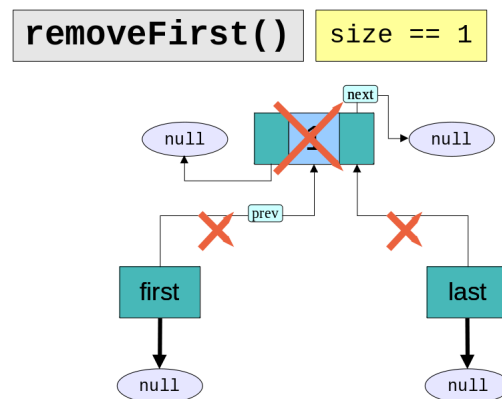 removeFirst()
size == 1
next
null
null
prev
first
last
null
null